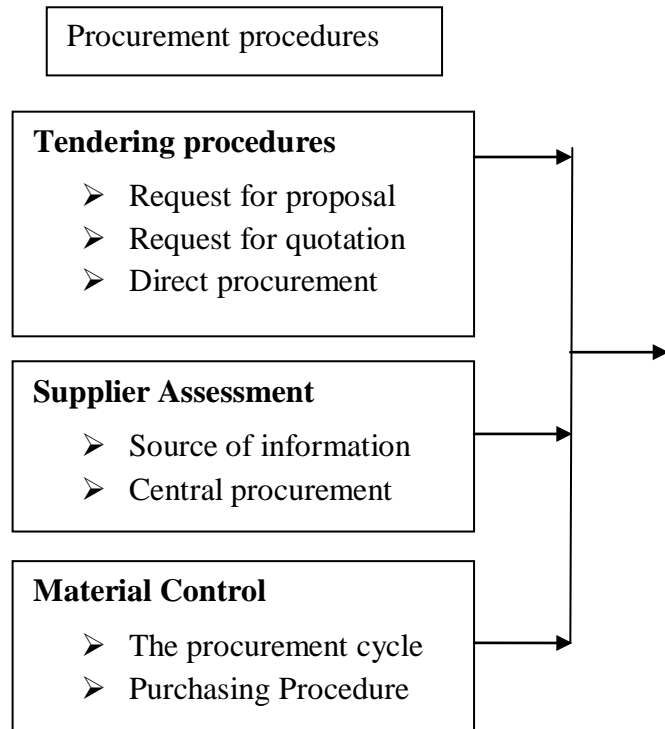 Procurement procedures
Tendering procedures
➢ Request for proposal
➢ Request for quotation
➢ Direct procurement
Supplier Assessment
➢ Source of information
➢ Central procurement
Material Control
➢ The procurement cycle
➢ Purchasing Procedure